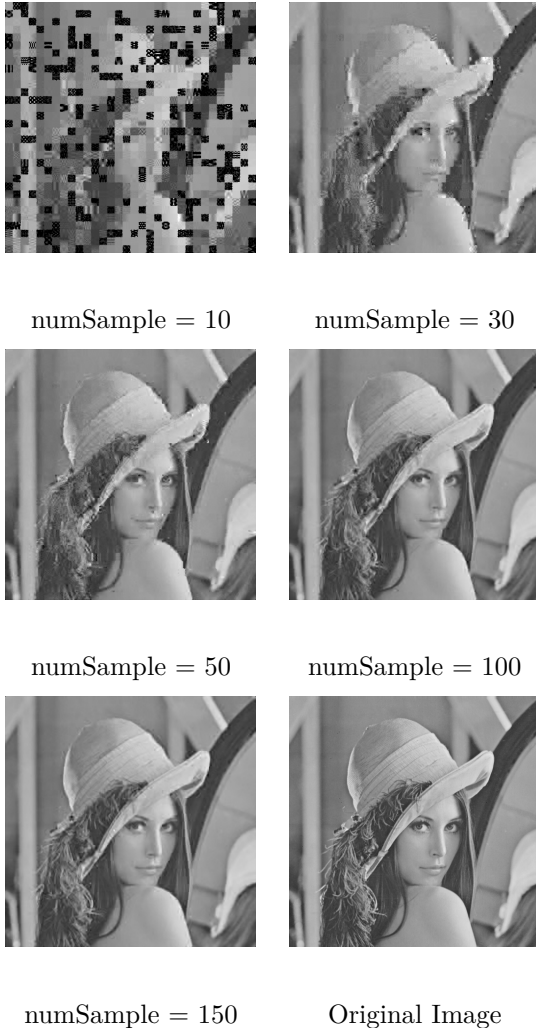 numSample = 10
numSample = 30
numSample = 50
numSample = 100
numSample = 150
Original Image